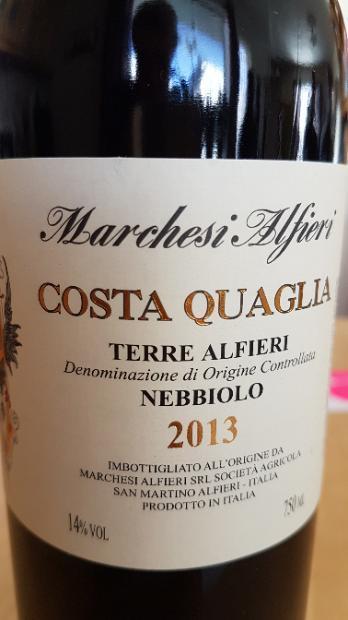 Marchesi Alfieri
COSTA QUAGLIA
TERRE ALFIERI
Denominazione di Origine Controllata
NEBBIOLO
2013
IMBOTTIGLIATO ALL'ORIGINE DA
MARCHESI ALFIERI SRL SOCIETÀ AGRICOLA
SAN MARTINO ALFIERI - ITALIA
PRODOTTO IN ITALIA
14% VOL
750 ML